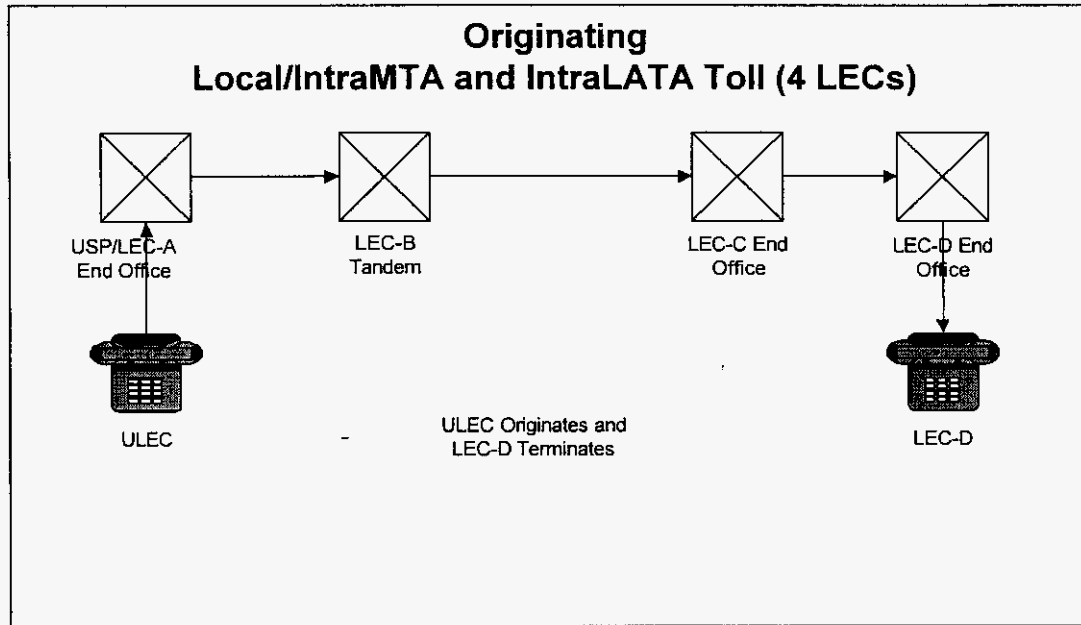 Originating
Local/IntraMTA and IntraLATA Toll (4 LECs)
USP/LEC-A
End Office
LEC-B
Tandem
LEC-C End
Office
LEC-D End
Office
ULEC
ULEC Originates and
LEC-D Terminates
LEC-D